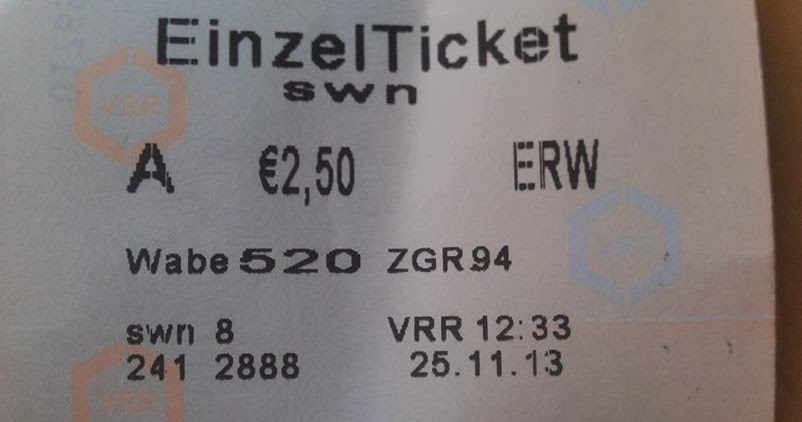 EinzelTicket
swn
A €2,50 ERW
Wabe 520 ZGR94
swn 8 VRR 12:33
241 2888 25.11.13